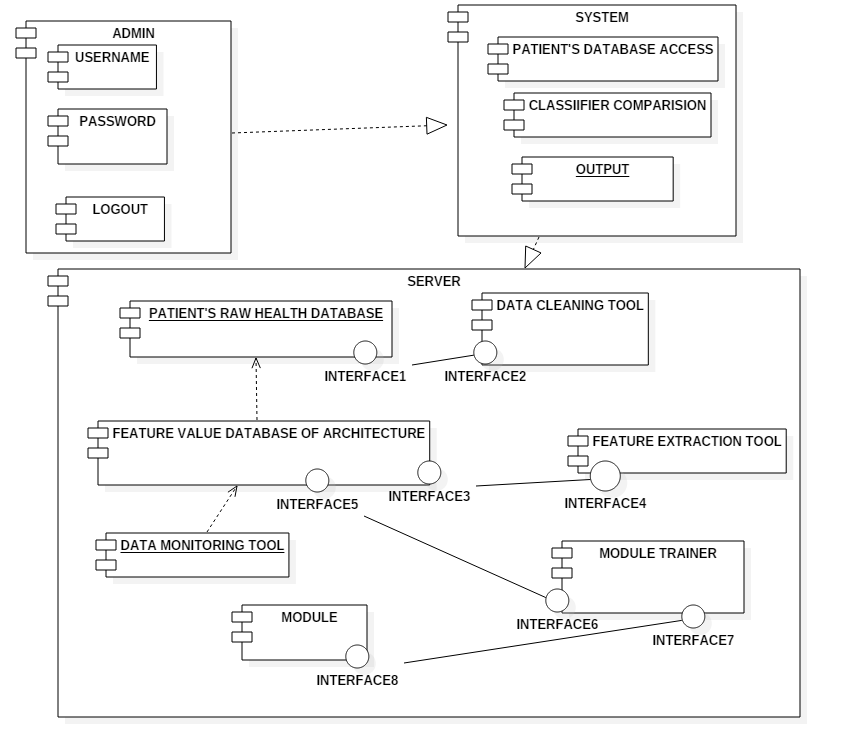 ADMIN
USERNAME
PASSWORD
LOGOUT
SYSTEM
PATIENT'S DATABASE ACCESS
CLASSIIFIER COMPARISION
OUTPUT
SERVER
PATIENT'S RAW HEALTH DATABASE
INTERFACE1
DATA CLEANING TOOL
INTERFACE2
FEATURE VALUE DATABASE OF ARCHITECTURE
INTERFACE5
INTERFACE3
FEATURE EXTRACTION TOOL
INTERFACE4
DATA MONITORING TOOL
MODULE TRAINER
INTERFACE6
INTERFACE7
MODULE
INTERFACE8